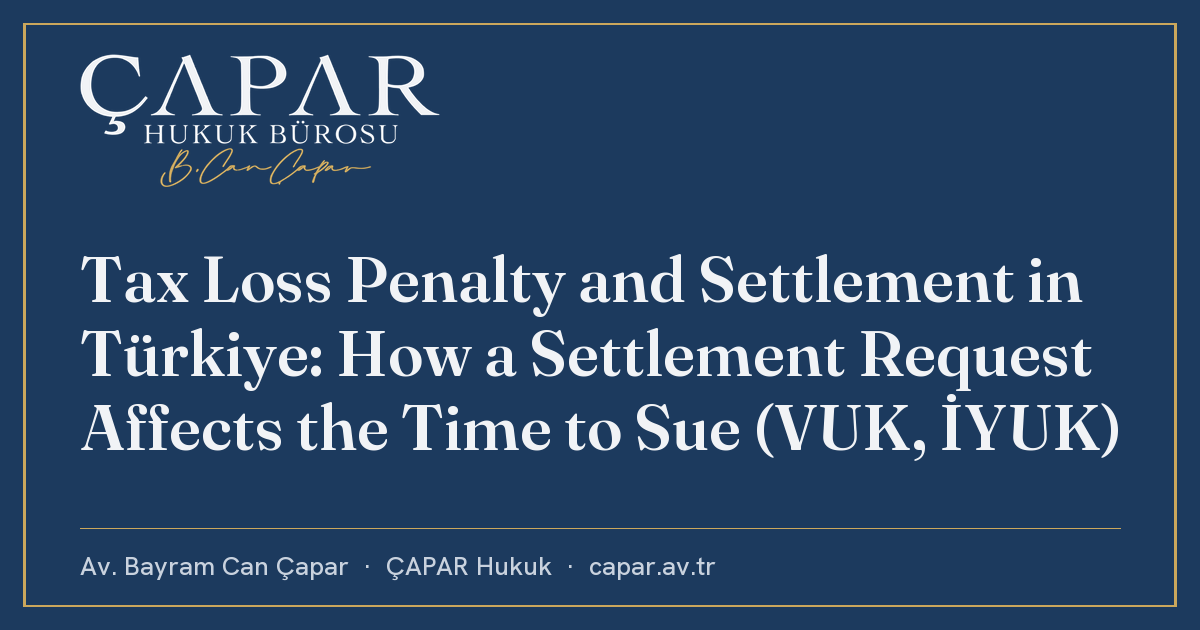 ÇAPAR
HUKUK BÜROSU
B.Can Çapar
Tax Loss Penalty and Settlement in
Türkiye: How a Settlement Request
Affects the Time to Sue (VUK, İYUK)
Av. Bayram Can Çapar · ÇAPAR Hukuk · capar.av.tr